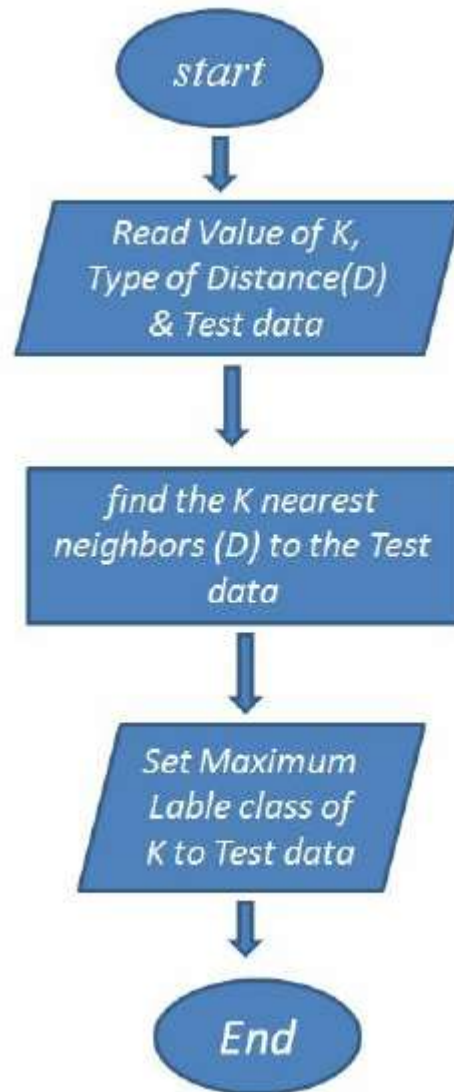 start
Read Value of K,
Type of Distance(D)
& Test data
find the K nearest
neighbors (D) to the Test
data
Set Maximum
Lable class of
K to Test data
End